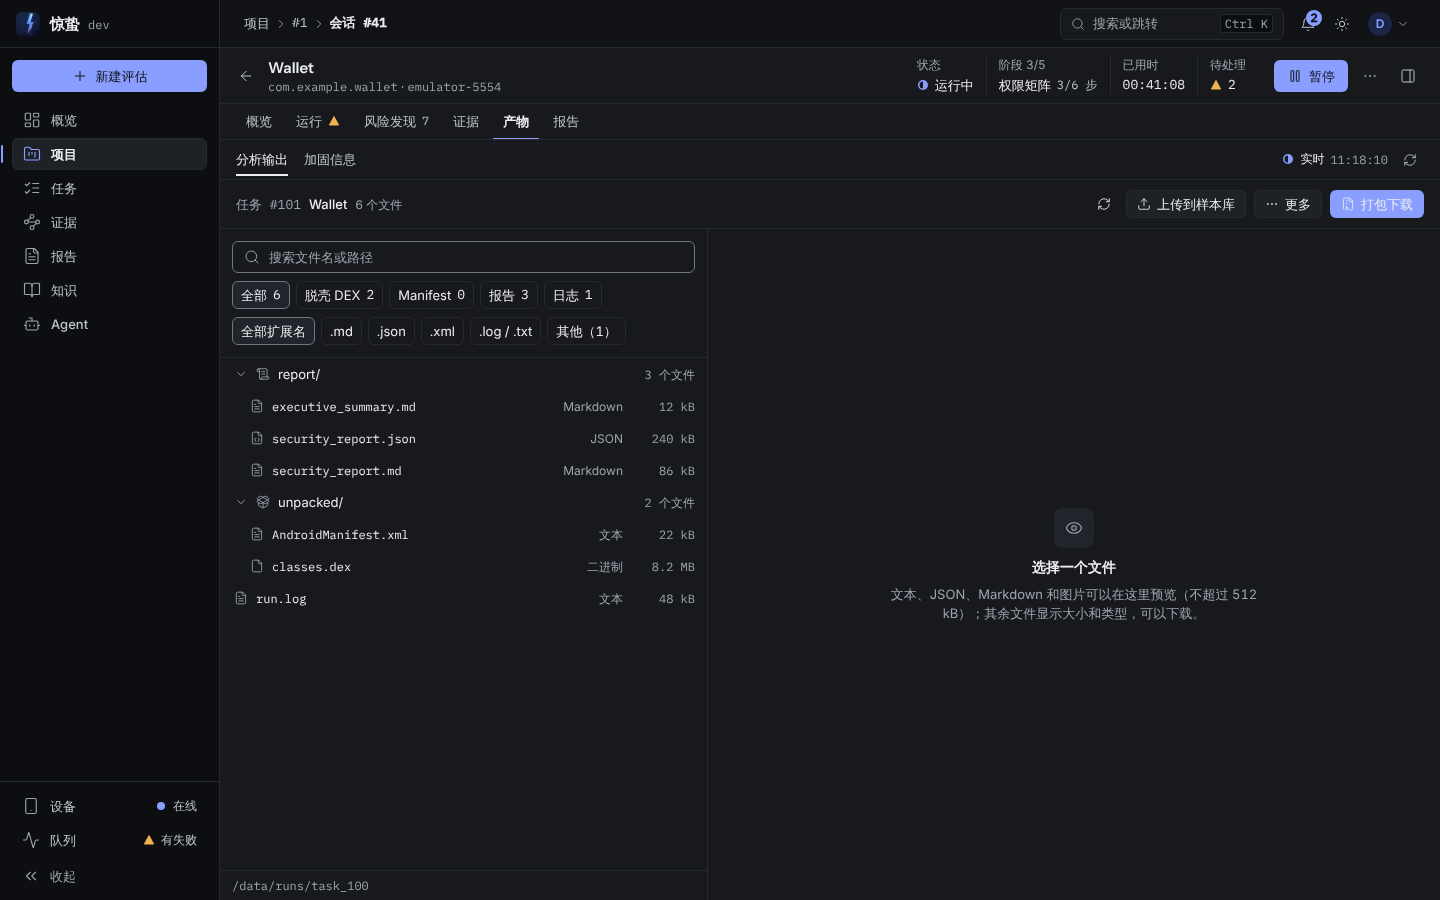 惊蛰 dev
项目 > #1 > 会话 #41
搜索或跳转 Ctrl K
2
D
新建评估
概览
项目
任务
证据
报告
知识
Agent
设备 在线
队列 有失败
收起
Wallet
com.example.wallet·emulator-5554
状态
运行中
阶段 3/5
权限矩阵 3/6 步
已用时
00:41:08
待处理
2
暂停
概览 运行 风险发现 7 证据 产物 报告
分析输出 加固信息
实时 11:18:10
任务 #101 Wallet 6 个文件
上传到样本库
更多
打包下载
搜索文件名或路径
全部 6 脱壳 DEX 2 Manifest 0 报告 3 日志 1
全部扩展名 .md .json .xml .log / .txt 其他（1）
report/ 3 个文件
executive_summary.md Markdown 12 kB
security_report.json JSON 240 kB
security_report.md Markdown 86 kB
unpacked/ 2 个文件
AndroidManifest.xml 文本 22 kB
classes.dex 二进制 8.2 MB
run.log 文本 48 kB
/data/runs/task_100
选择一个文件
文本、JSON、Markdown 和图片可以在这里预览（不超过 512
kB）；其余文件显示大小和类型，可以下载。